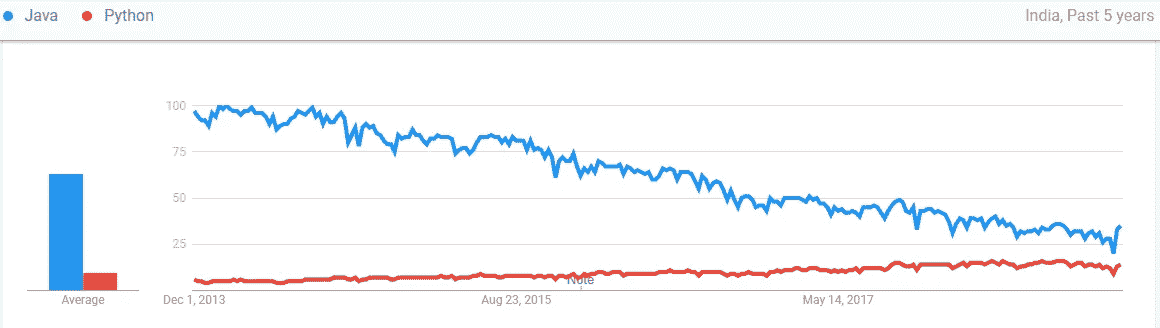 Java Python India, Past 5 years
100
75
50
25
Note
Average Dec 1, 2013 Aug 23, 2015 May 14, 2017